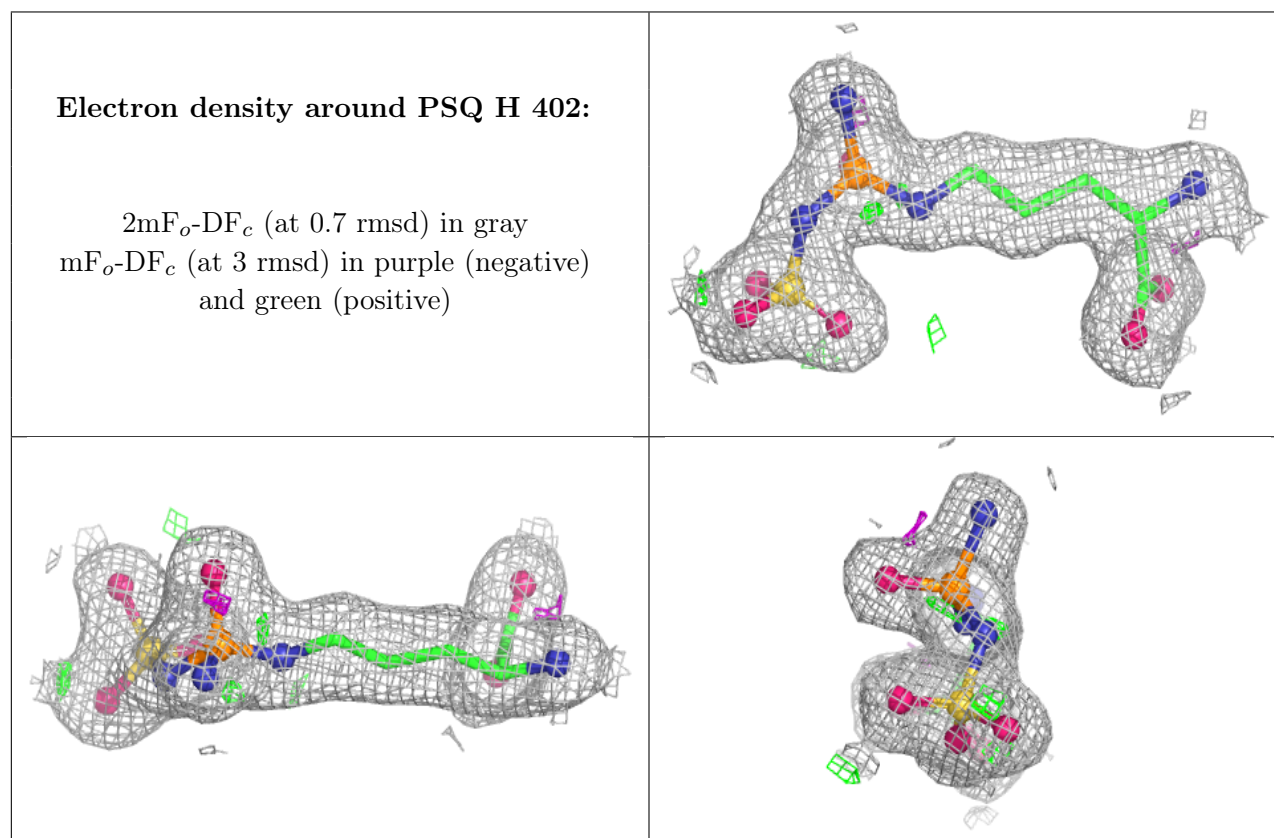 Electron density around PSQ H 402:
2mFₒ-DF𝒸 (at 0.7 rmsd) in gray
mFₒ-DF𝒸 (at 3 rmsd) in purple (negative)
and green (positive)